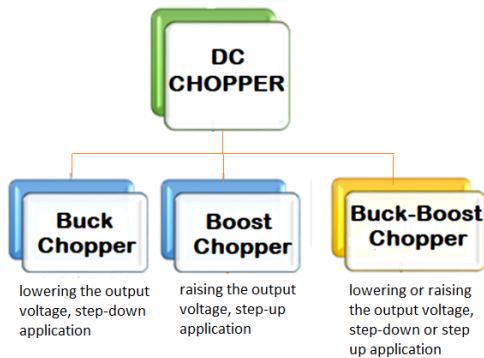 DC
CHOPPER
Buck
Chopper
Boost
Chopper
Buck-Boost
Chopper
lowering the output
voltage, step-down
application
raising the output
voltage, step-up
application
lowering or raising
the output voltage,
step-down or step
up application